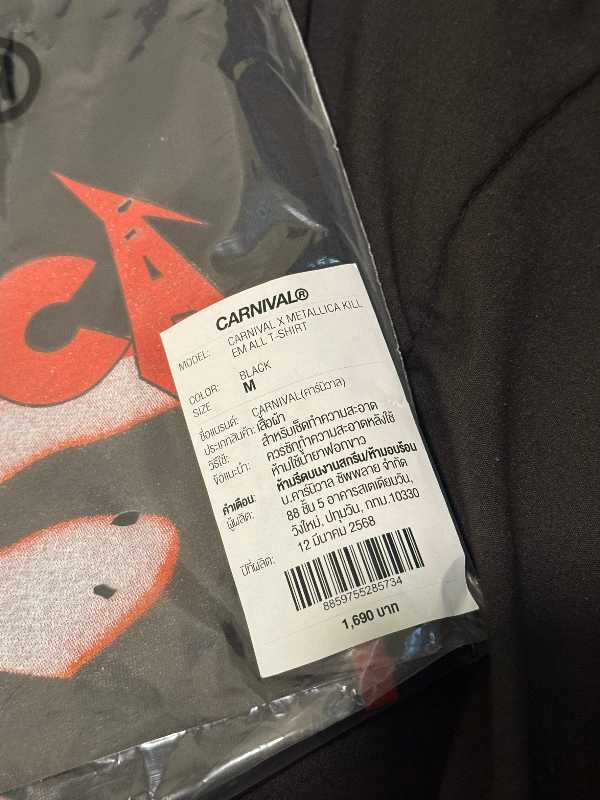 CA
CARNIVAL®
MODEL: CARNIVAL X METALLICA KILL
EM ALL T-SHIRT
COLOR: BLACK
SIZE M
ชื่อแบรนด์: CARNIVAL(คาร์นิวาล)
ประเภทสินค้า: เสื้อผ้า
วิธีใช้: สำหรับเช็ดทำความสะอาด
ข้อแนะนำ: ควรซักทำความสะอาดหลังใช้
ห้ามใช้น้ำยาฟอกขาว
คำเตือน: ห้ามรีดบนงานสกรีน/ห้ามอบร้อน
ผู้ผลิต: บ.คาร์นิวาล ซัพพลาย จำกัด
88 ชั้น 5 อาคารสเตเดียมวัน,
วังใหม่, ปทุมวัน, กทม.10330
ปีที่ผลิต: 12 มีนาคม 2568
8859755285734
1,690 บาท